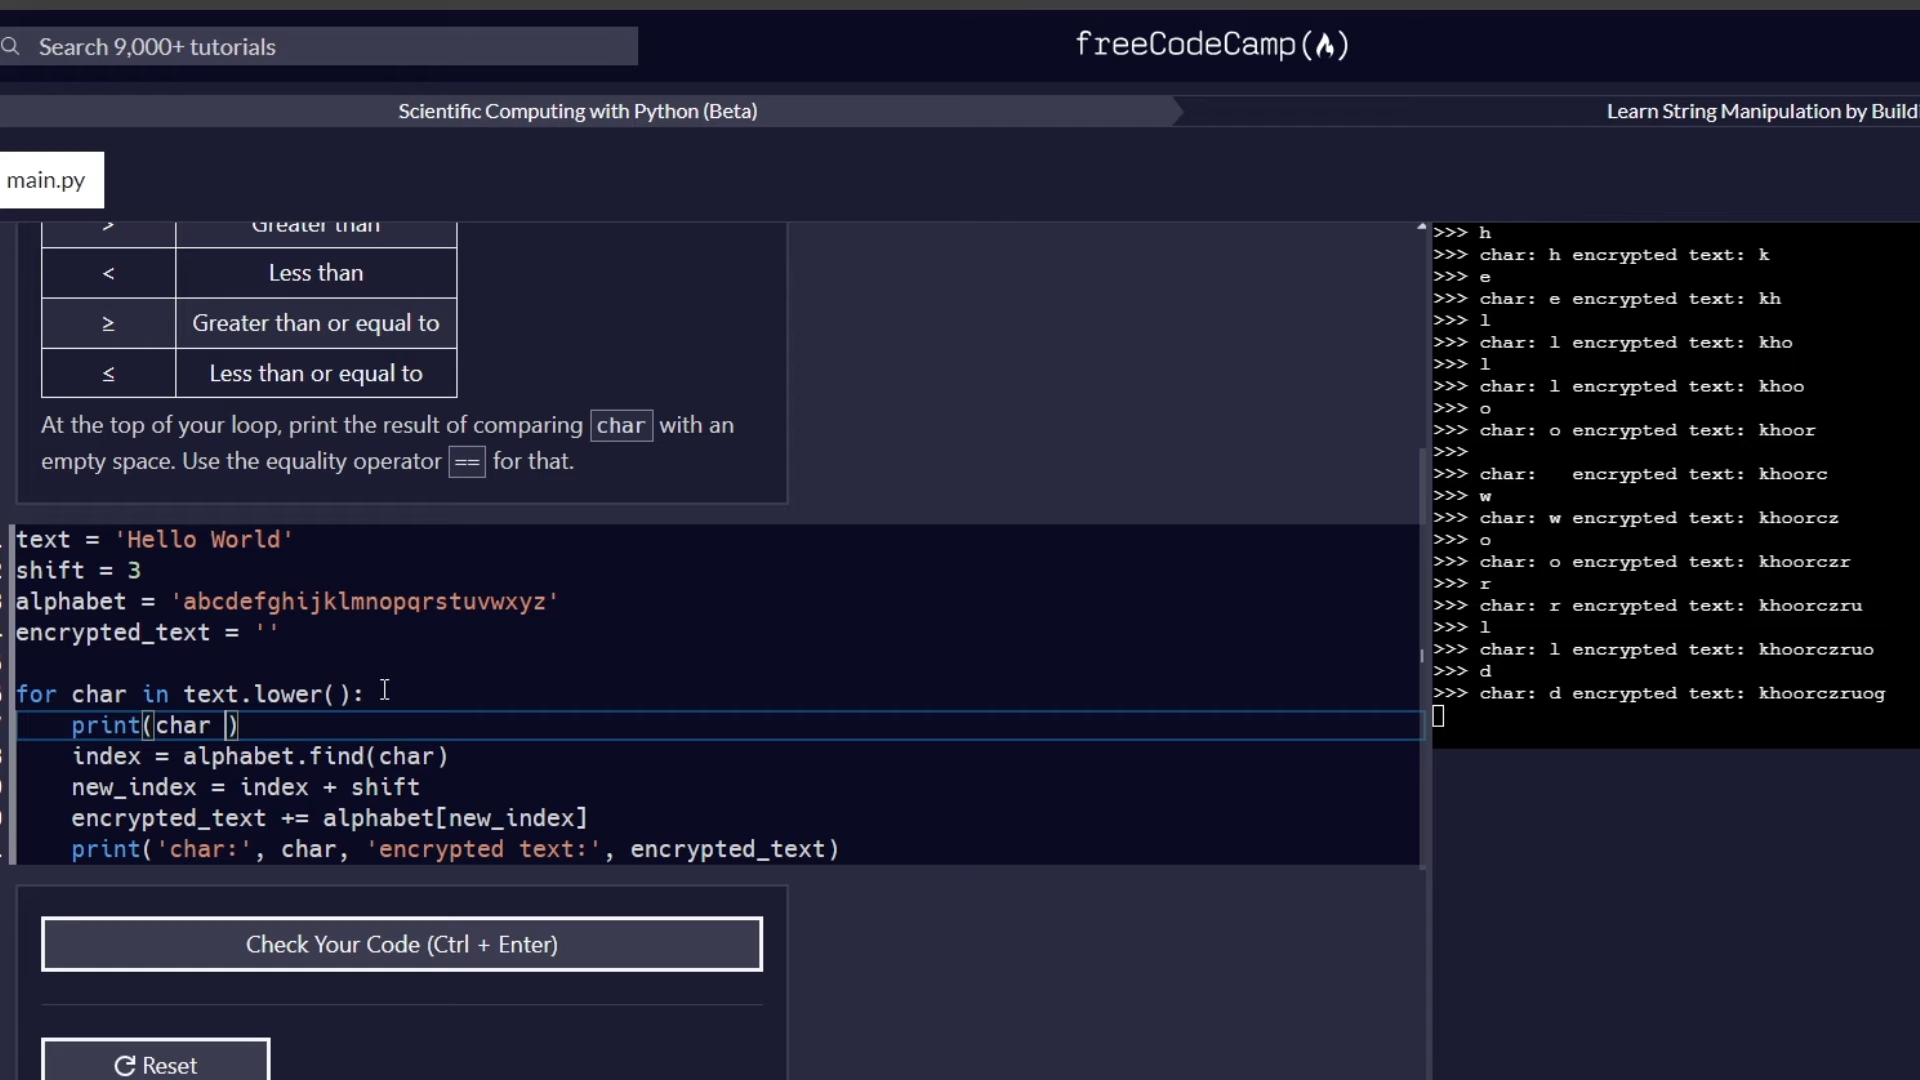 Search 9,000+ tutorials
freeCodeCamp(🔥)
Scientific Computing with Python (Beta)
Learn String Manipulation by Buildi
main.py
> Greater than
< Less than
≥ Greater than or equal to
≤ Less than or equal to
At the top of your loop, print the result of comparing char with an
empty space. Use the equality operator == for that.
text = 'Hello World'
shift = 3
alphabet = 'abcdefghijklmnopqrstuvwxyz'
encrypted_text = ''
for char in text.lower():
    print(char )
    index = alphabet.find(char)
    new_index = index + shift
    encrypted_text += alphabet[new_index]
    print('char:', char, 'encrypted text:', encrypted_text)
Check Your Code (Ctrl + Enter)
Reset
>>> h
>>> char: h encrypted text: k
>>> e
>>> char: e encrypted text: kh
>>> l
>>> char: l encrypted text: kho
>>> l
>>> char: l encrypted text: khoo
>>> o
>>> char: o encrypted text: khoor
>>>
>>> char:   encrypted text: khoorc
>>> w
>>> char: w encrypted text: khoorcz
>>> o
>>> char: o encrypted text: khoorczr
>>> r
>>> char: r encrypted text: khoorczru
>>> l
>>> char: l encrypted text: khoorczruo
>>> d
>>> char: d encrypted text: khoorczruog